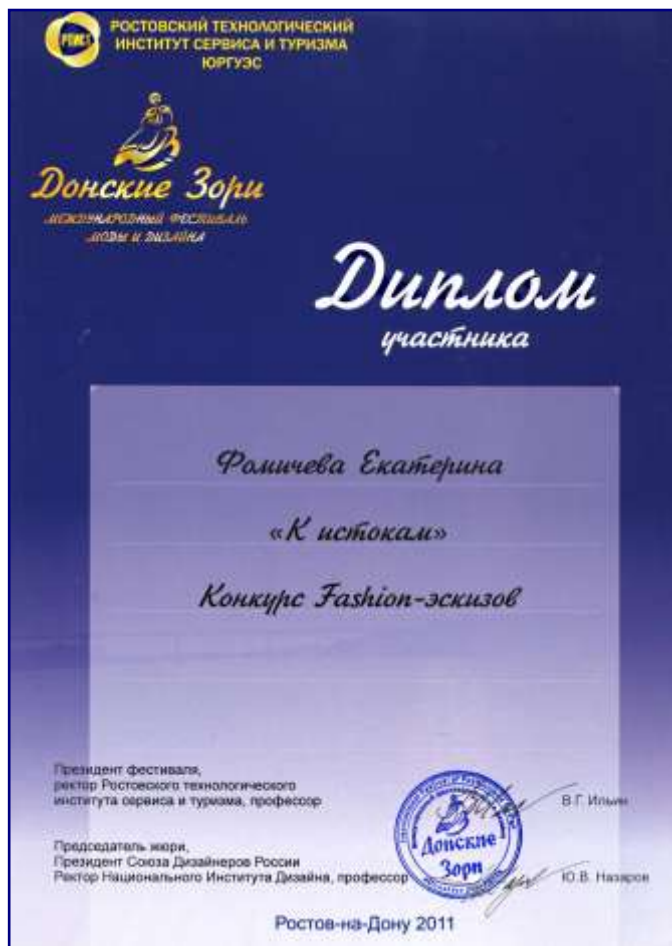 РОСТОВСКИЙ ТЕХНОЛОГИЧЕСКИЙ
ИНСТИТУТ СЕРВИСА И ТУРИЗМА
ЮРГУЭС
Донские Зори
МЕЖДУНАРОДНЫЙ ФЕСТИВАЛЬ
МОДЫ И ДИЗАЙНА
Диплом
участника
Фомичева Екатерина
«К истокам»
Конкурс Fashion-эскизов
Президент фестиваля,
ректор Ростовского технологического
института сервиса и туризма, профессор
В.Г. Ильин
Председатель жюри,
Президент Союза Дизайнеров России
Ректор Национального Института Дизайна, профессор
Ю.В. Назаров
Донские
Зори
Ростов-на-Дону 2011